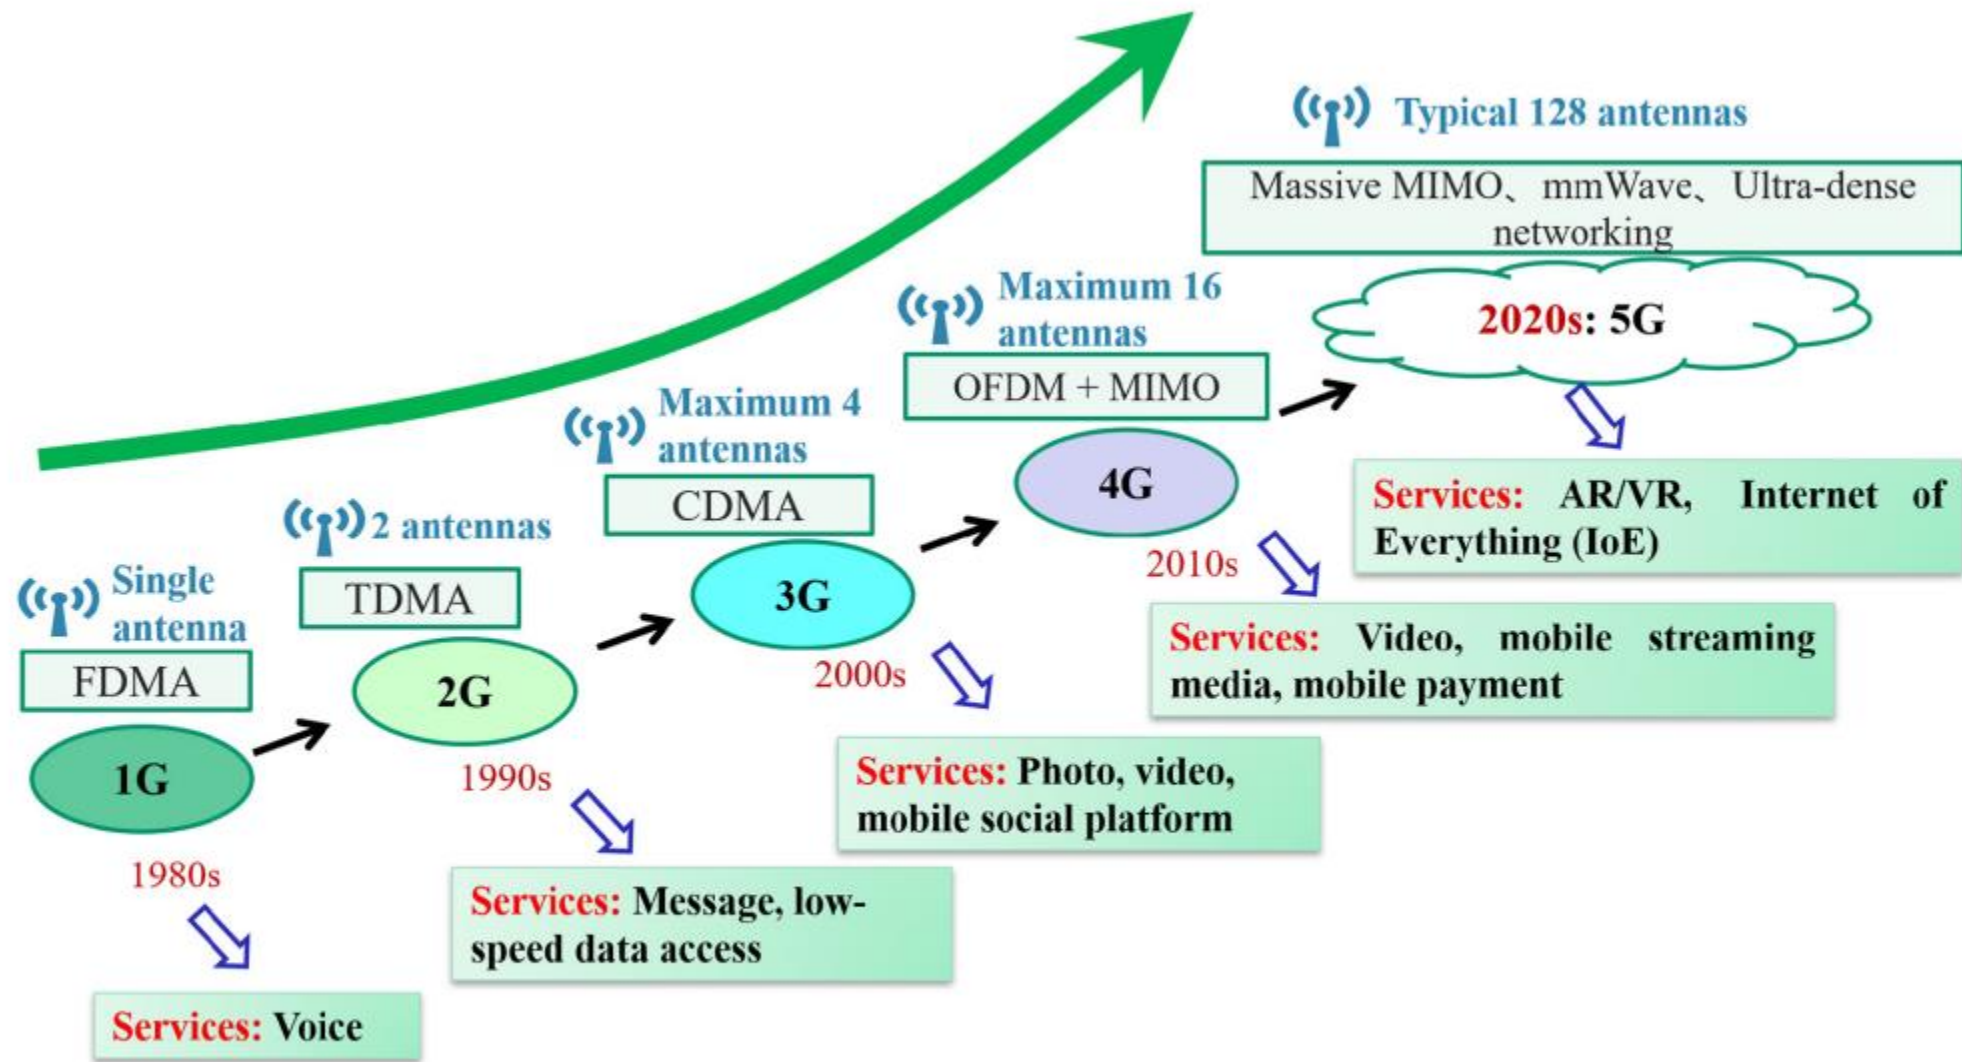 Single
antenna
FDMA
1G
1980s
Services: Voice
2 antennas
TDMA
2G
1990s
Services: Message, low-
speed data access
Maximum 4
antennas
CDMA
3G
2000s
Services: Photo, video,
mobile social platform
Maximum 16
antennas
OFDM + MIMO
4G
2010s
Services: Video, mobile streaming
media, mobile payment
Typical 128 antennas
Massive MIMO、mmWave、Ultra-dense
networking
2020s: 5G
Services: AR/VR, Internet of
Everything (IoE)